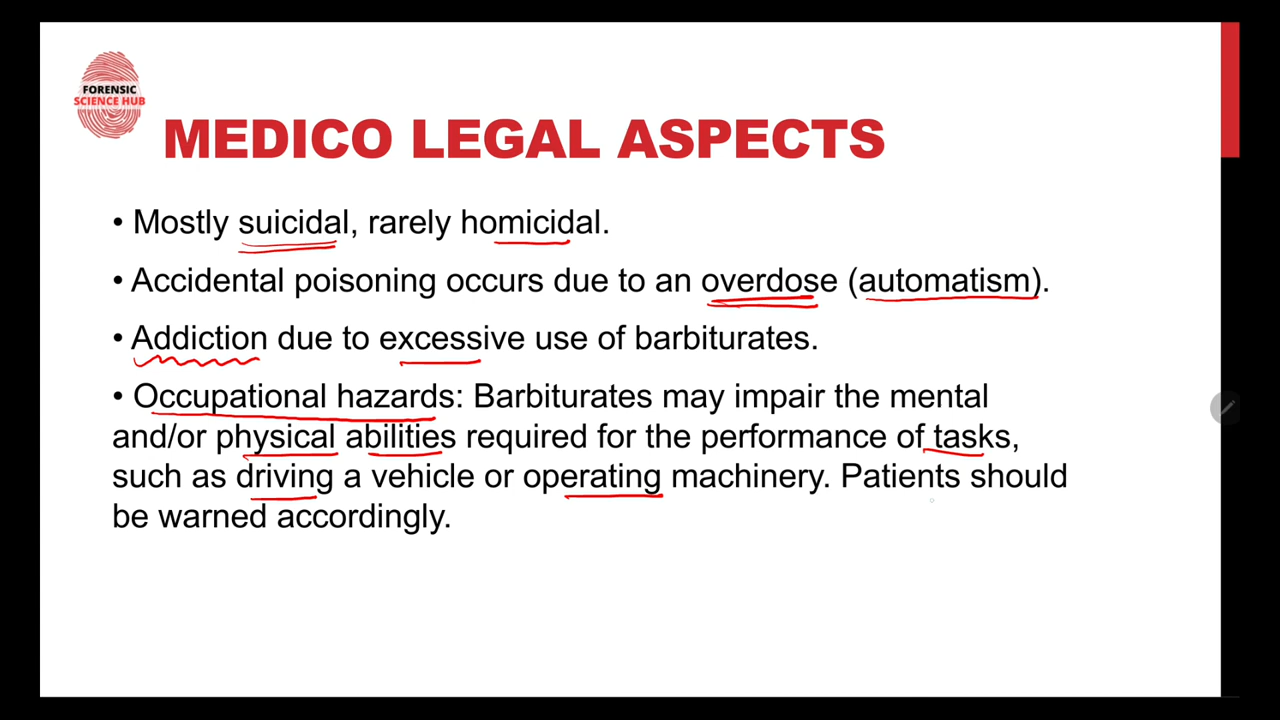 FORENSIC
SCIENCE HUB
MEDICO LEGAL ASPECTS
• Mostly suicidal, rarely homicidal.
• Accidental poisoning occurs due to an overdose (automatism).
• Addiction due to excessive use of barbiturates.
• Occupational hazards: Barbiturates may impair the mental
and/or physical abilities required for the performance of tasks,
such as driving a vehicle or operating machinery. Patients should
be warned accordingly.